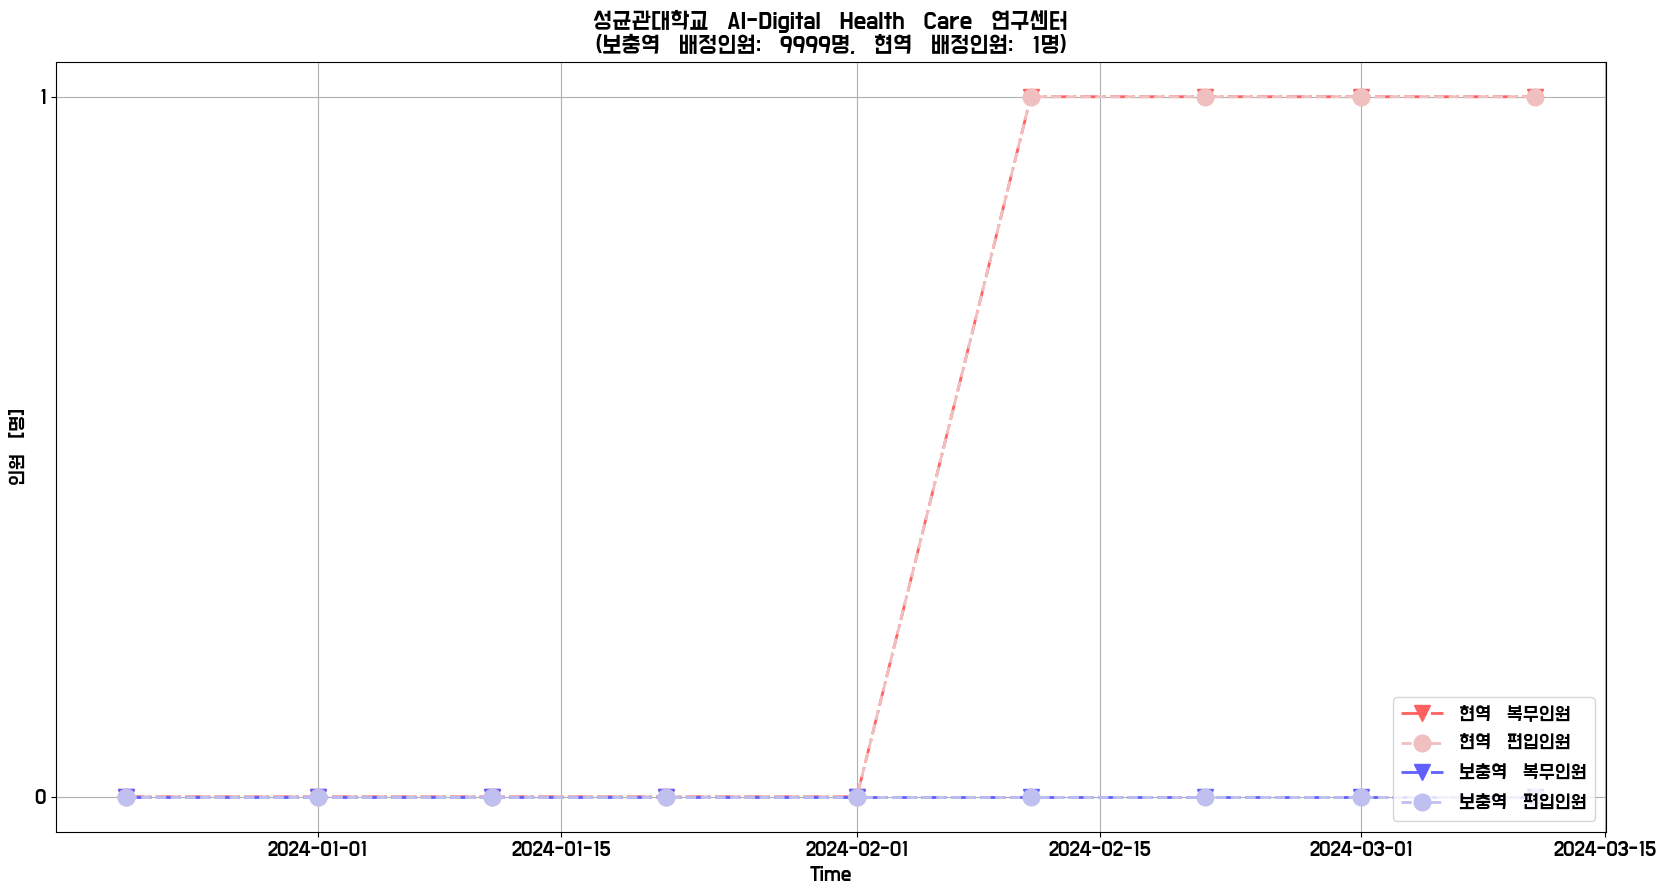 성균관대학교 AI-Digital Health Care 연구센터
(보충역 배정인원: 9999명, 현역 배정인원: 1명)
1
0
인원 [명]
현역 복무인원
현역 편입인원
보충역 복무인원
보충역 편입인원
2024-01-01 2024-01-15 2024-02-01 2024-02-15 2024-03-01 2024-03-15
Time